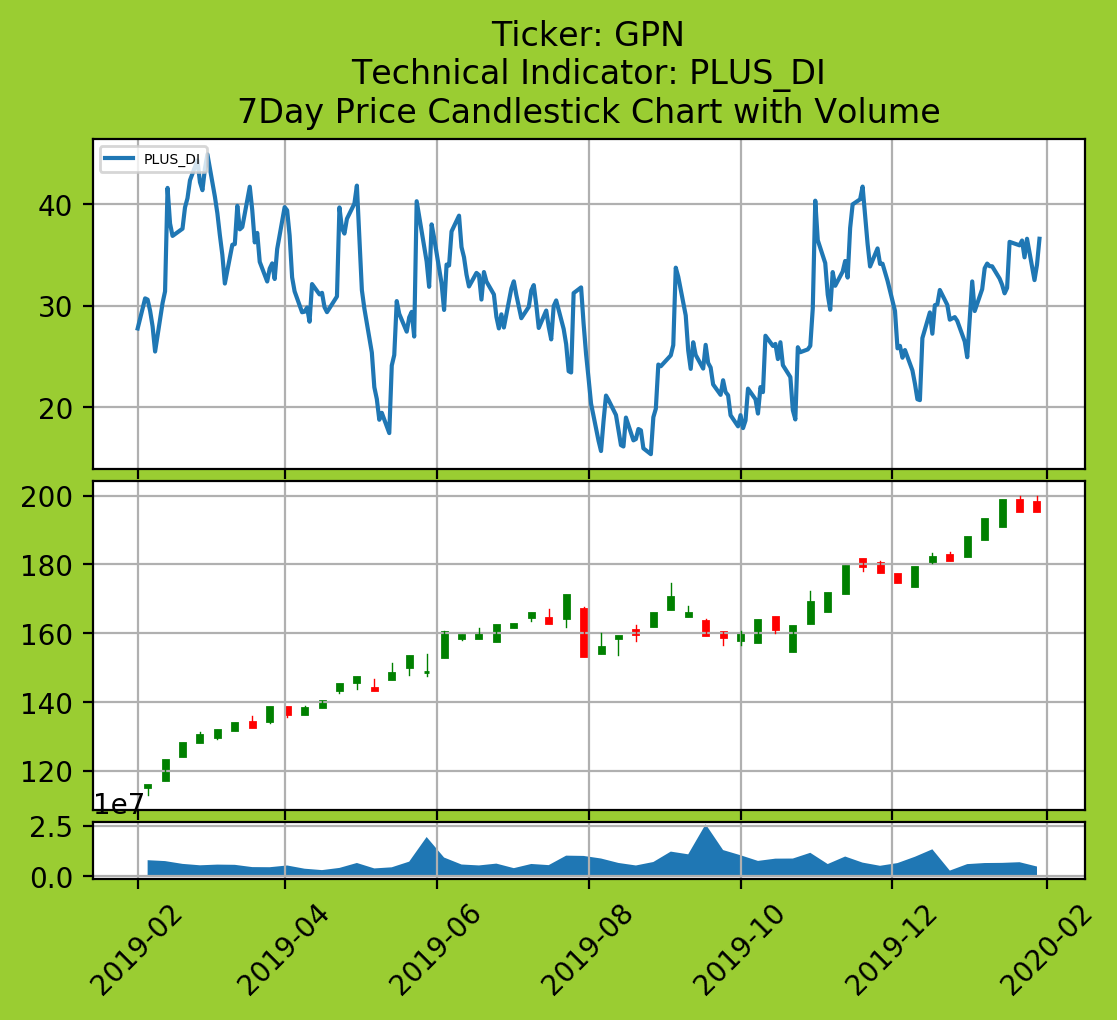 Ticker: GPN
Technical Indicator: PLUS_DI
7Day Price Candlestick Chart with Volume
PLUS_DI
40
30
20
200
180
160
140
120
1e7
2.5
0.0
2019-02 2019-04 2019-06 2019-08 2019-10 2019-12 2020-02